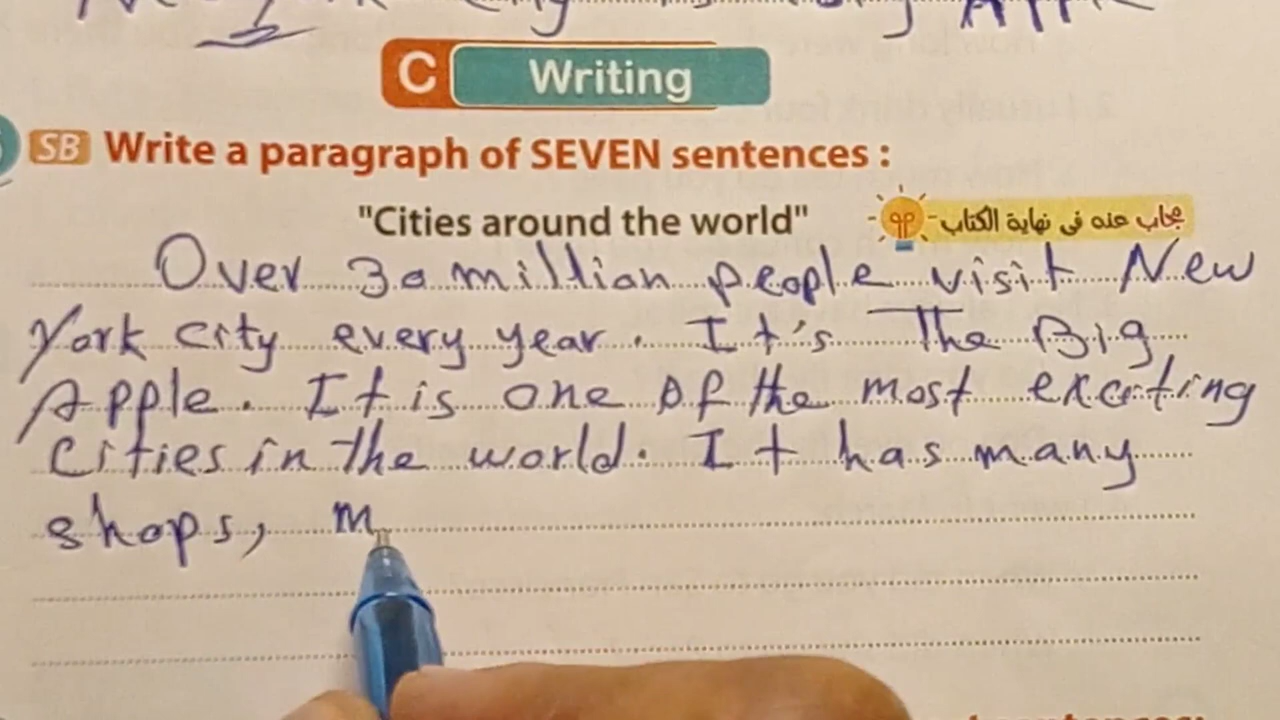 C Writing
SB Write a paragraph of SEVEN sentences :
"Cities around the world"
مجاب عنه فى نهاية الكتاب
Over 30 million people visit New
York City every year. It's The Big
Apple. It is one of the most exciting
Cities in the world. It has many
shops, m